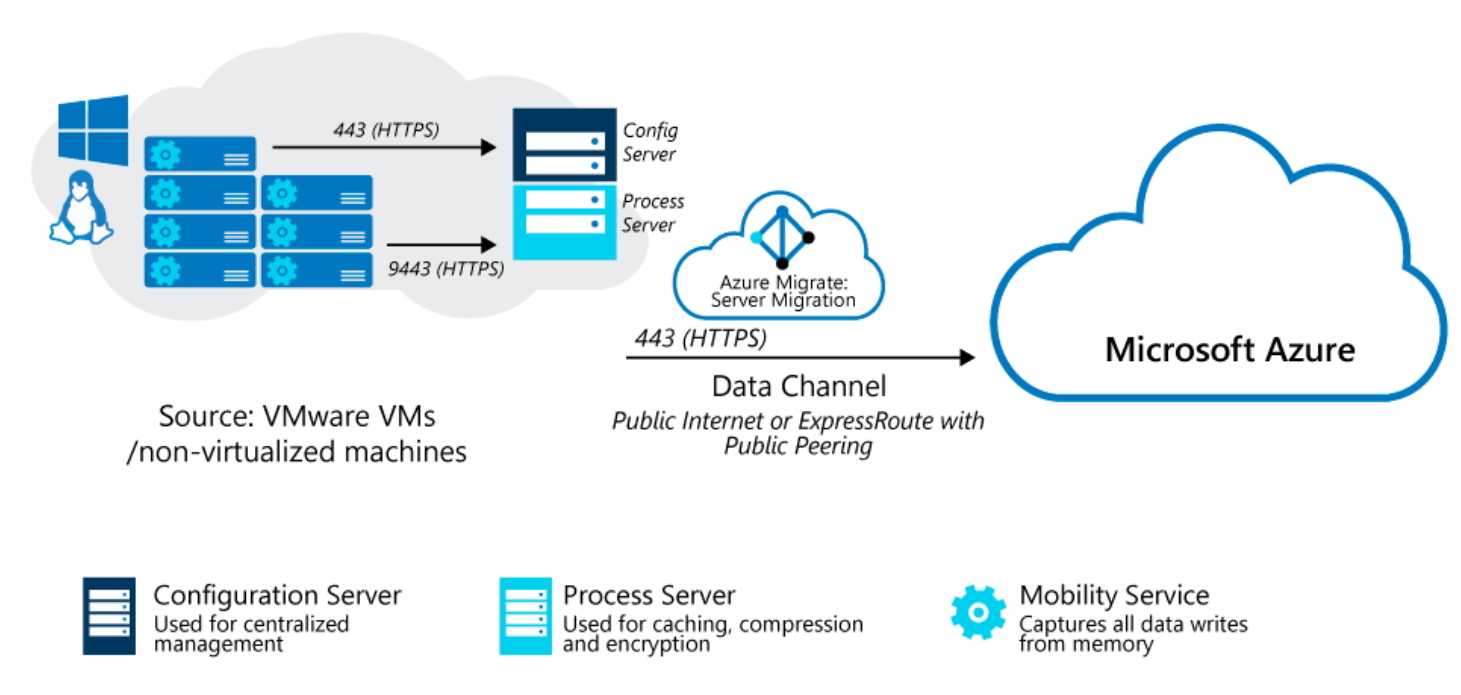 443 (HTTPS)
Config
Server
Process
Server
9443 (HTTPS)
Azure Migrate:
Server Migration
443 (HTTPS)
Microsoft Azure
Data Channel
Public Internet or ExpressRoute with
Public Peering
Source: VMware VMs
/non-virtualized machines
Configuration Server
Used for centralized
management
Process Server
Used for caching, compression
and encryption
Mobility Service
Captures all data writes
from memory